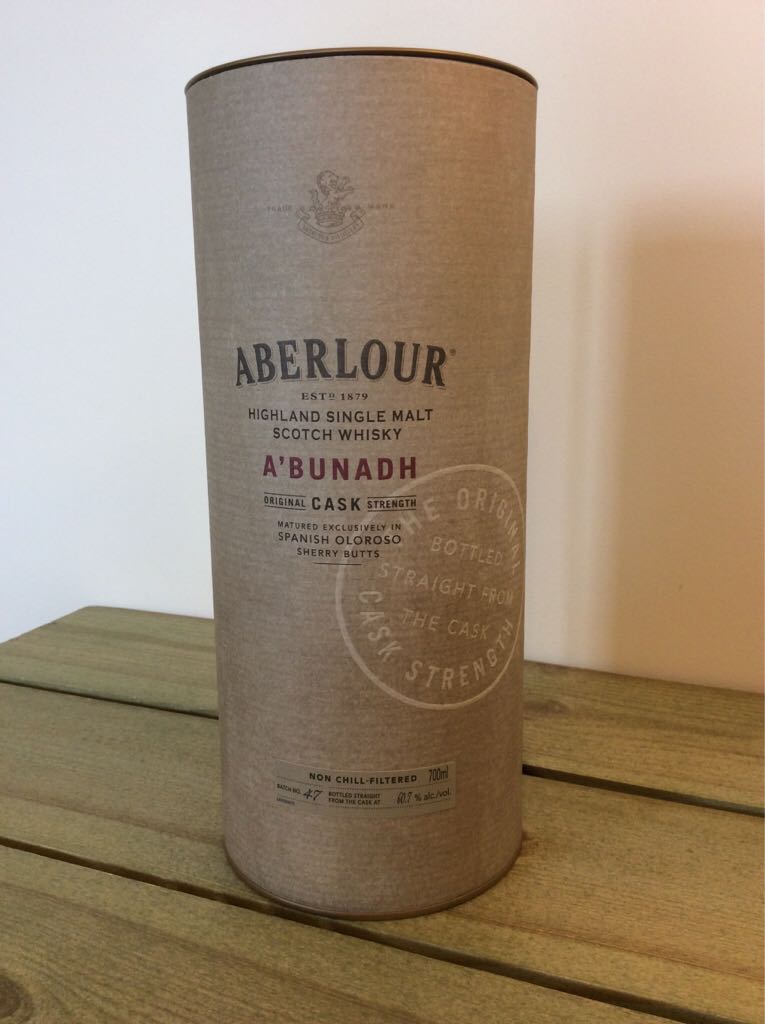 TRADE MARK
ABERLOUR®
ESTD 1879
HIGHLAND SINGLE MALT
SCOTCH WHISKY
A'BUNADH
ORIGINAL CASK STRENGTH
MATURED EXCLUSIVELY IN
SPANISH OLOROSO
SHERRY BUTTS
THE ORIGINAL
BOTTLED
STRAIGHT FROM
THE CASK
CASK STRENGTH
NON CHILL-FILTERED 700ml
BATCH NO. 47 BOTTLED STRAIGHT
FROM THE CASK AT 60.7 % alc./vol.